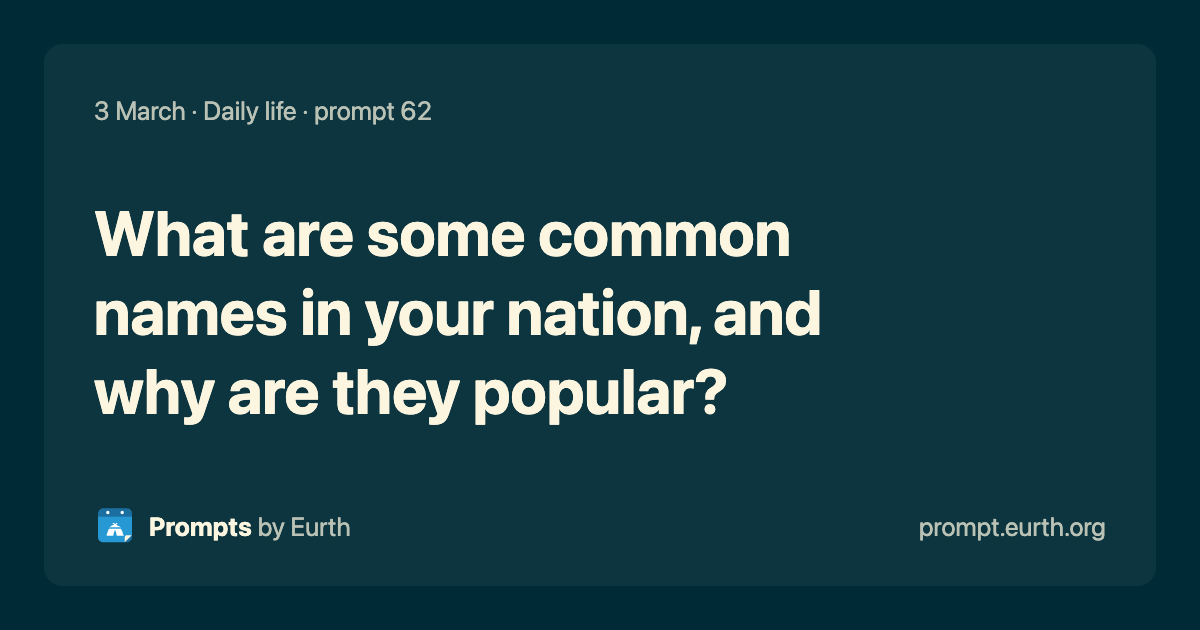 3 March · Daily life · prompt 62
What are some common
names in your nation, and
why are they popular?
Prompts by Eurth
prompt.eurth.org